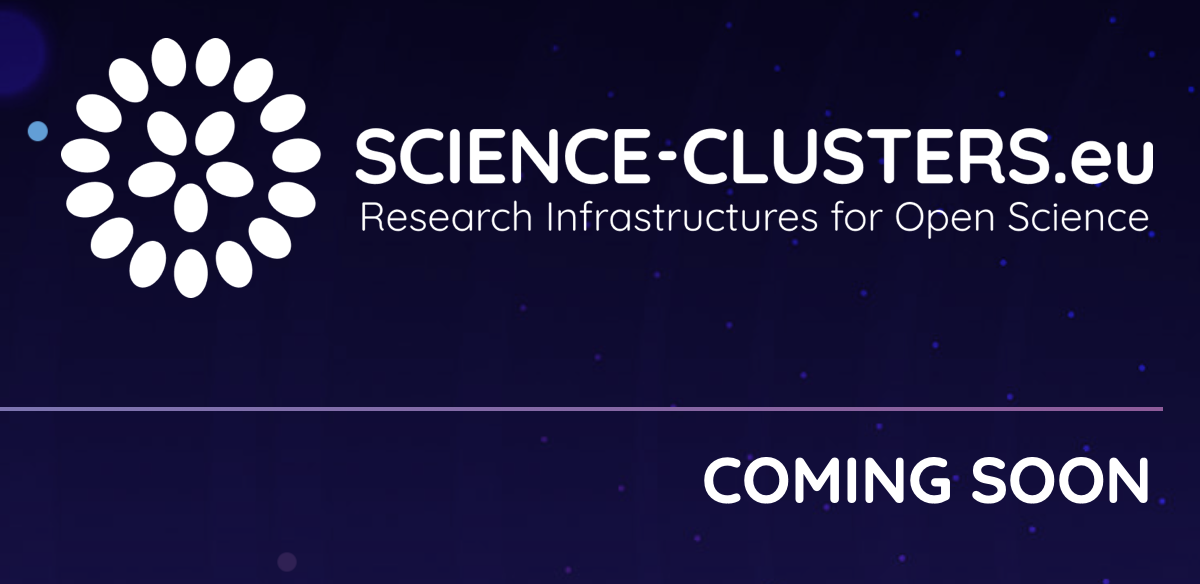 SCIENCE-CLUSTERS.eu
Research Infrastructures for Open Science
COMING SOON